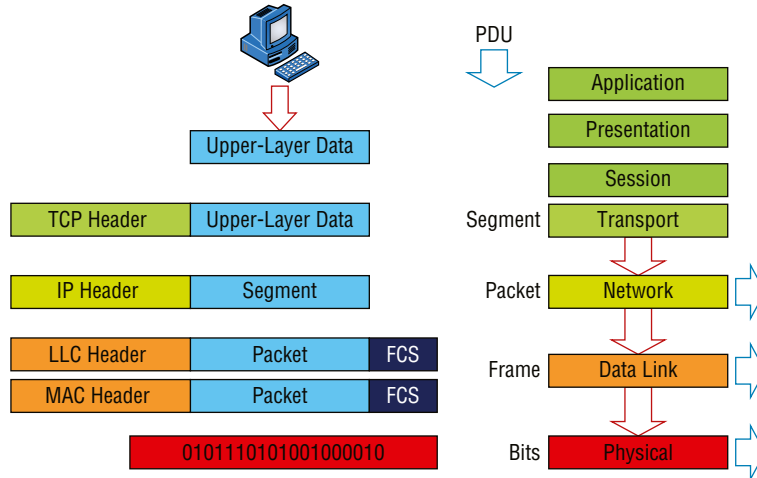 PDU
Application
Upper-Layer Data
Presentation
Session
TCP Header Upper-Layer Data
Segment Transport
IP Header Segment
Packet Network
LLC Header Packet FCS
Frame Data Link
MAC Header Packet FCS
0101110101001000010
Bits Physical